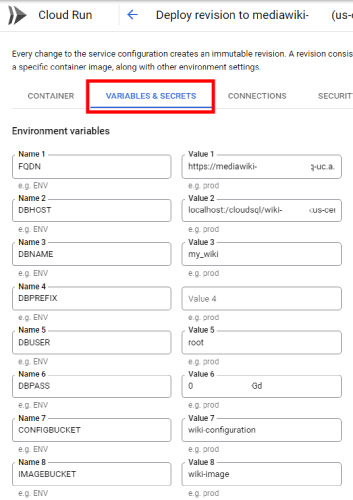 Cloud Run
Deploy revision to mediawiki- (us-c
Every change to the service configuration creates an immutable revision. A revision consis
a specific container image, along with other environment settings.
CONTAINER VARIABLES & SECRETS CONNECTIONS SECURIT
Environment variables
Name 1 Value 1
FQDN https://mediawiki- -uc.a.
e.g. ENV e.g. prod
Name 2 Value 2
DBHOST localhost:/cloudsql/wiki- :us-cer
e.g. ENV e.g. prod
Name 3 Value 3
DBNAME my_wiki
e.g. ENV e.g. prod
Name 4
DBPREFIX Value 4
e.g. ENV e.g. prod
Name 5 Value 5
DBUSER root
e.g. ENV e.g. prod
Name 6 Value 6
DBPASS 0 Gd
e.g. ENV e.g. prod
Name 7 Value 7
CONFIGBUCKET wiki-configuration
e.g. ENV e.g. prod
Name 8 Value 8
IMAGEBUCKET wiki-image
e.g. ENV e.g. prod